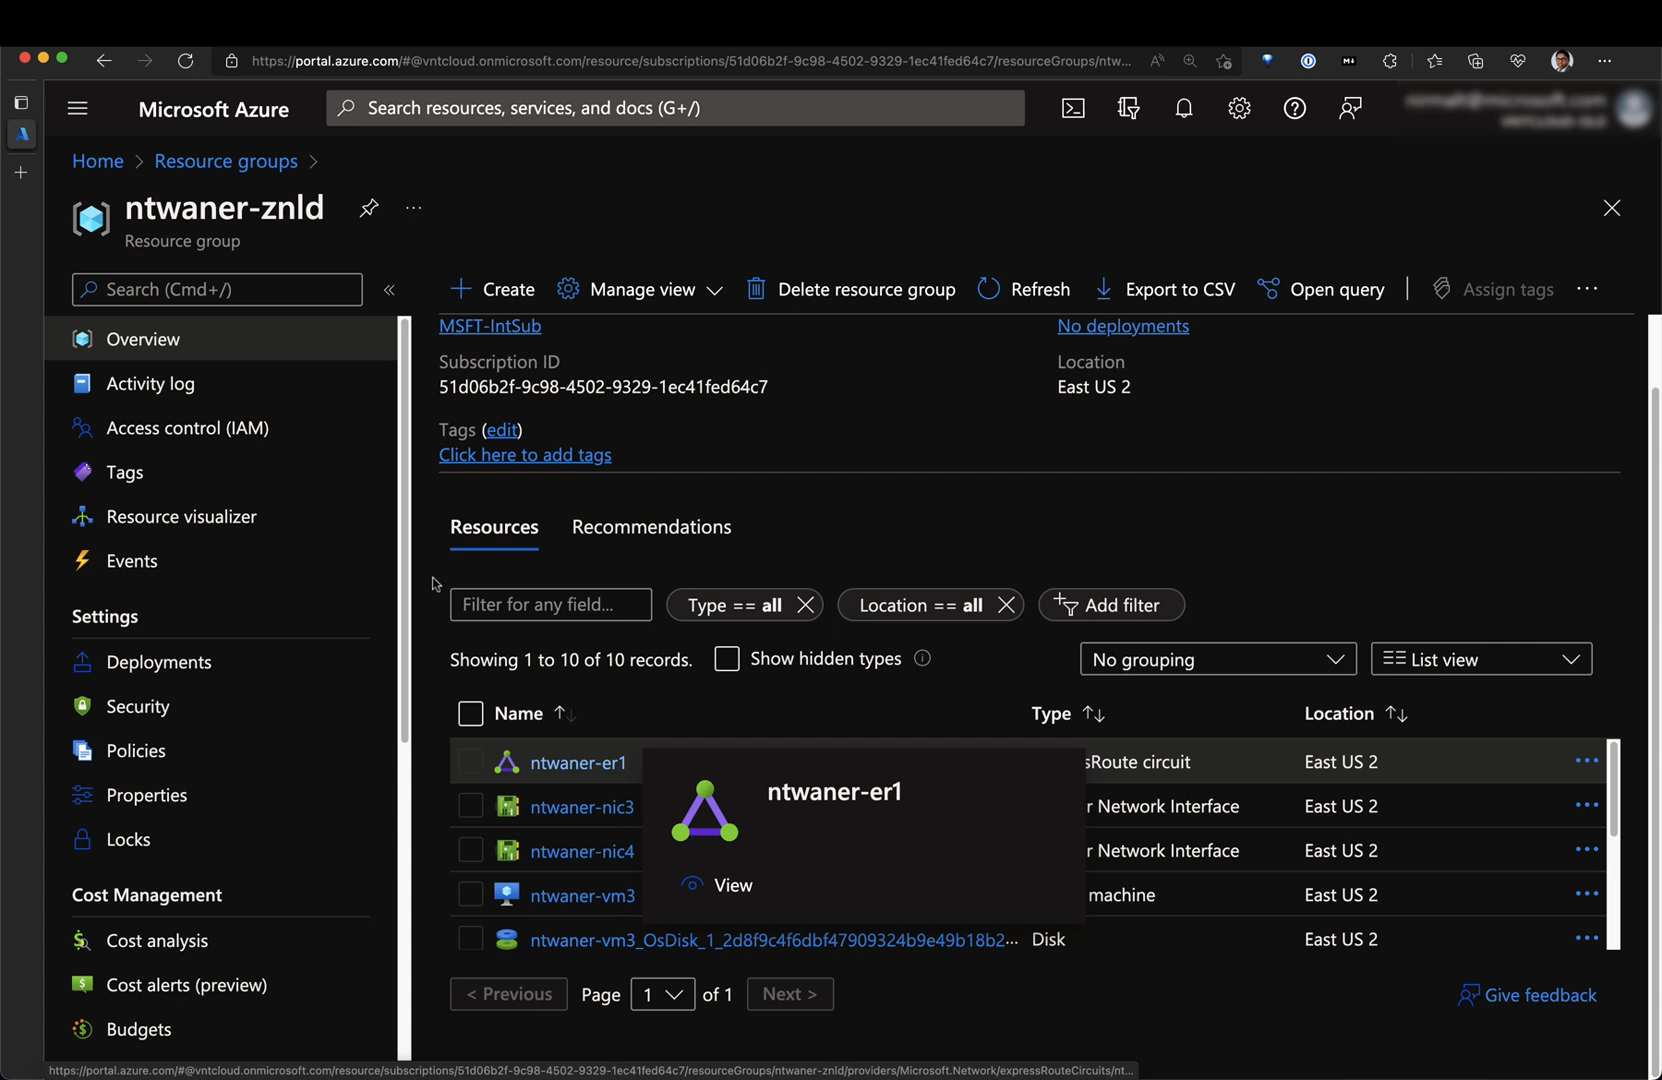 https://portal.azure.com/#@vntcloud.onmicrosoft.com/resource/subscriptions/51d06b2f-9c98-4502-9329-1ec41fed64c7/resourceGroups/ntw...
Microsoft Azure
Search resources, services, and docs (G+/)
Home > Resource groups >
ntwaner-znld
Resource group
Search (Cmd+/)
Create
Manage view
Delete resource group
Refresh
Export to CSV
Open query
Assign tags
Overview
Activity log
Access control (IAM)
Tags
Resource visualizer
Events
Settings
Deployments
Security
Policies
Properties
Locks
Cost Management
Cost analysis
Cost alerts (preview)
Budgets
MSFT-IntSub
No deployments
Subscription ID
Location
51d06b2f-9c98-4502-9329-1ec41fed64c7
East US 2
Tags (edit)
Click here to add tags
Resources
Recommendations
Filter for any field...
Type == all
Location == all
Add filter
Showing 1 to 10 of 10 records.
Show hidden types
No grouping
List view
Name
Type
Location
ntwaner-er1 sRoute circuit East US 2
ntwaner-nic3 r Network Interface East US 2
ntwaner-nic4 r Network Interface East US 2
ntwaner-vm3 machine East US 2
ntwaner-vm3_OsDisk_1_2d8f9c4f6dbf47909324b9e49b18b2... Disk East US 2
ntwaner-er1
View
< Previous
Page 1 of 1
Next >
Give feedback
https://portal.azure.com/#@vntcloud.onmicrosoft.com/resource/subscriptions/51d06b2f-9c98-4502-9329-1ec41fed64c7/resourceGroups/ntwaner-znld/providers/Microsoft.Network/expressRouteCircuits/nt...